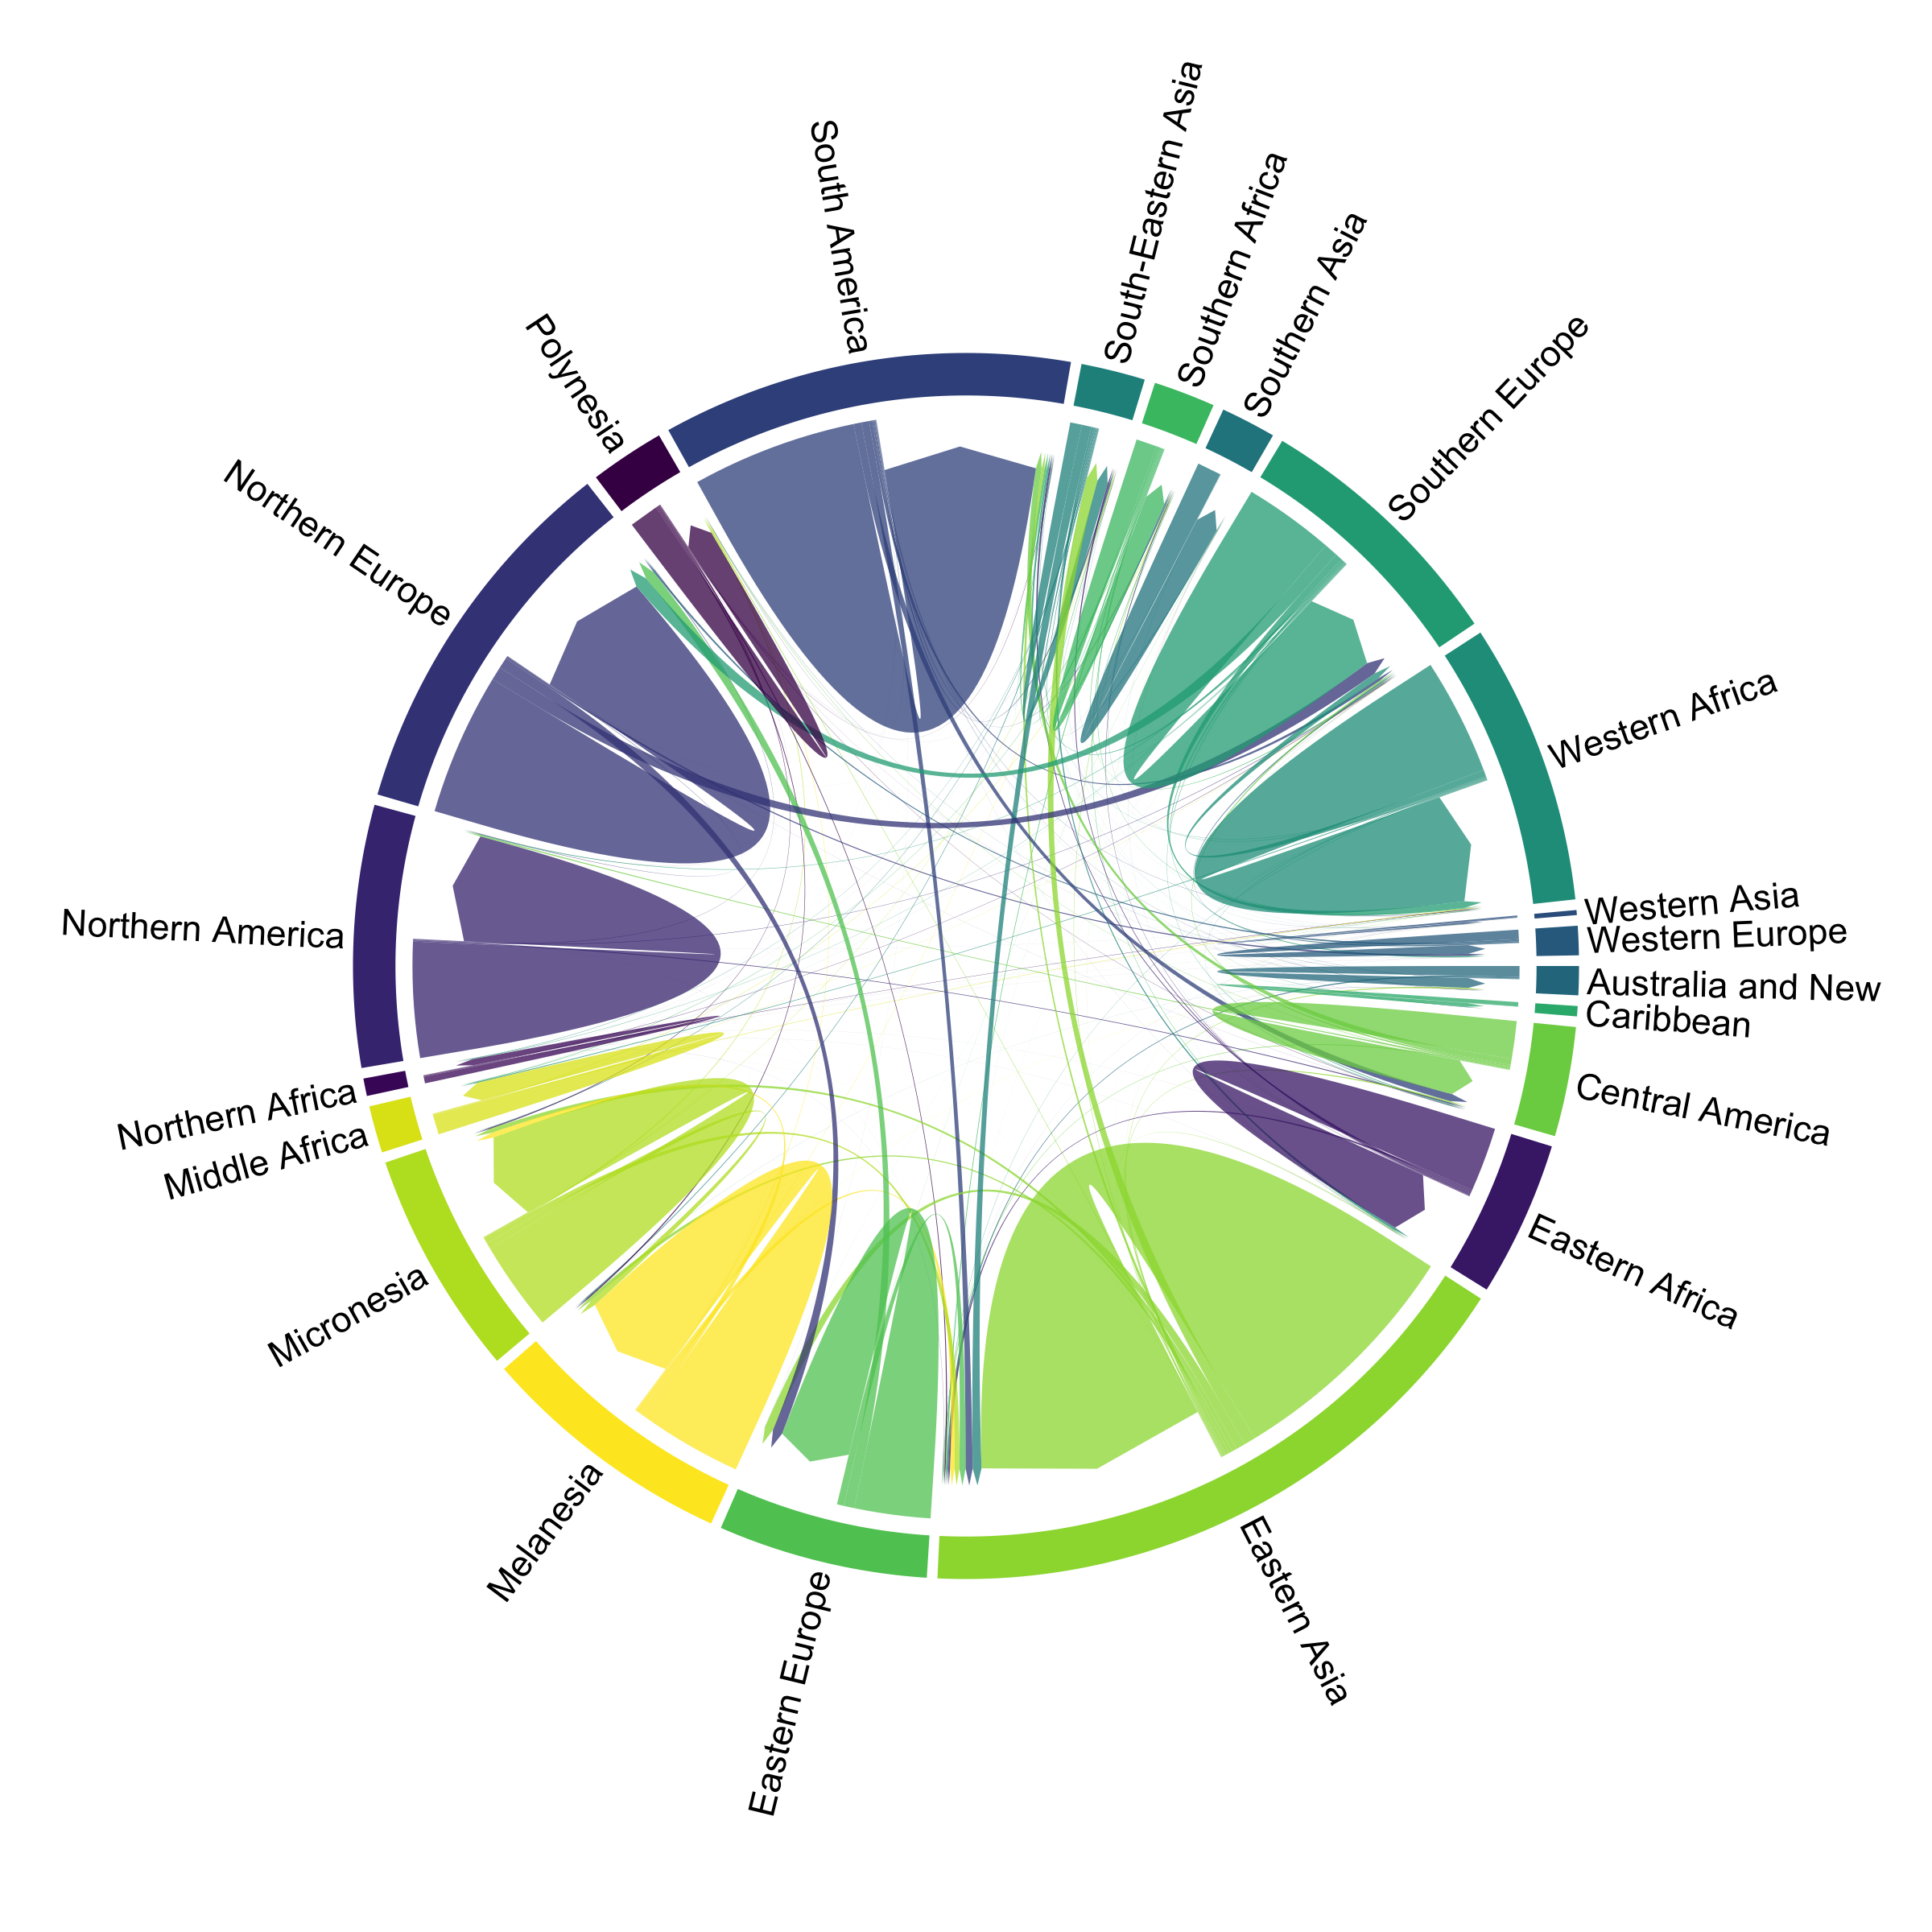 South America
South-Eastern Asia
Southern Africa
Southern Asia
Southern Europe
Western Africa
Western Asia
Western Europe
Australia and New
Caribbean
Central America
Eastern Africa
Eastern Asia
Eastern Europe
Melanesia
Micronesia
Middle Africa
Northern Africa
Northern America
Northern Europe
Polynesia